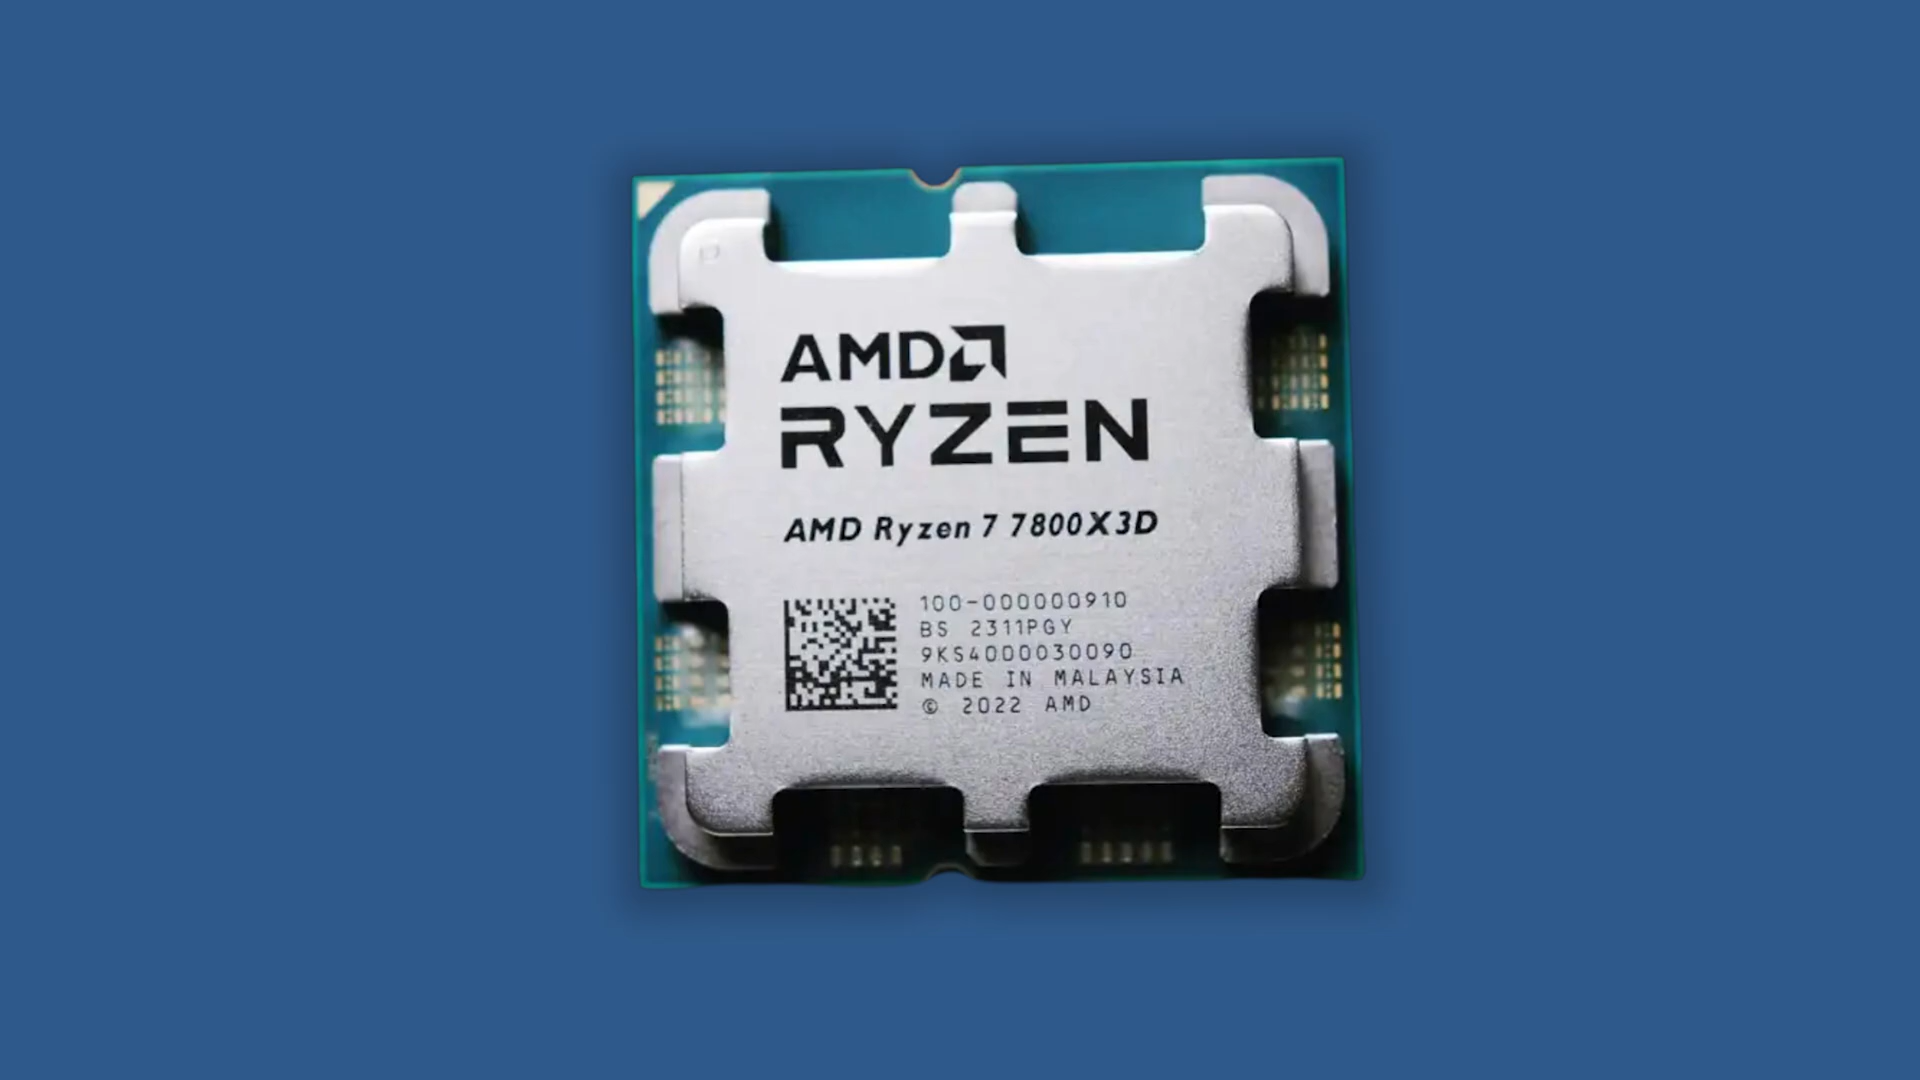 AMD
RYZEN
AMD Ryzen 7 7800X3D
100-000000910
BS 2311PGY
9KS4000030090
MADE IN MALAYSIA
© 2022 AMD